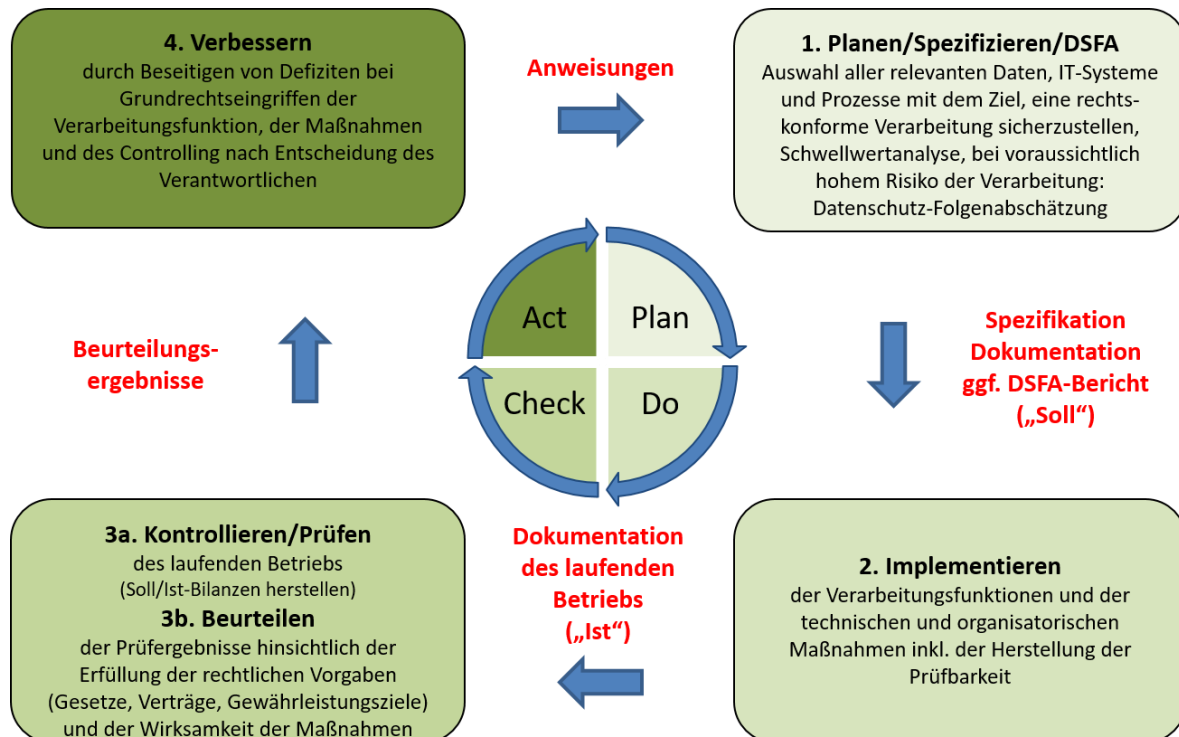 4. Verbessern
durch Beseitigen von Defiziten bei
Grundrechtseingriffen der
Verarbeitungsfunktion, der Maßnahmen
und des Controlling nach Entscheidung des
Verantwortlichen
Anweisungen
1. Planen/Spezifizieren/DSFA
Auswahl aller relevanten Daten, IT-Systeme
und Prozesse mit dem Ziel, eine rechts-
konforme Verarbeitung sicherzustellen,
Schwellwertanalyse, bei voraussichtlich
hohem Risiko der Verarbeitung:
Datenschutz-Folgenabschätzung
Beurteilungs-
ergebnisse
Act
Plan
Check
Do
Spezifikation
Dokumentation
ggf. DSFA-Bericht
(„Soll“)
3a. Kontrollieren/Prüfen
des laufenden Betriebs
(Soll/Ist-Bilanzen herstellen)
3b. Beurteilen
der Prüfergebnisse hinsichtlich der
Erfüllung der rechtlichen Vorgaben
(Gesetze, Verträge, Gewährleistungsziele)
und der Wirksamkeit der Maßnahmen
Dokumentation
des laufenden
Betriebs
(„Ist“)
2. Implementieren
der Verarbeitungsfunktionen und der
technischen und organisatorischen
Maßnahmen inkl. der Herstellung der
Prüfbarkeit